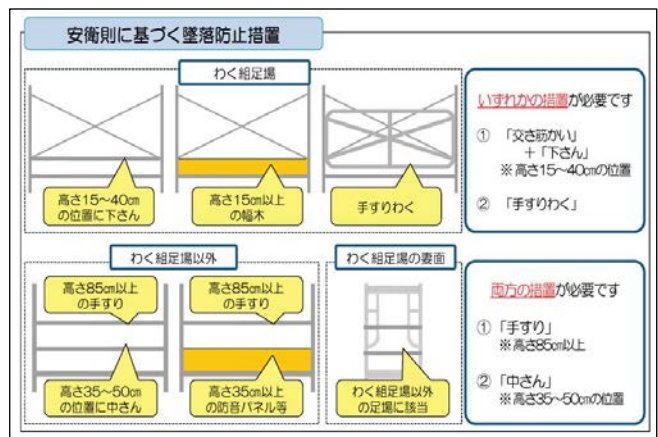 安衛則に基づく墜落防止措置
わく組足場
高さ15～40㎝
の位置に下さん
高さ15㎝以上
の幅木
手すりわく
いずれかの措置が必要です
① 「交さ筋かい」
＋「下さん」
※高さ15～40㎝の位置
② 「手すりわく」
わく組足場以外
高さ85㎝以上
の手すり
高さ35～50㎝
の位置に中さん
高さ85㎝以上
の手すり
高さ35㎝以上
の防音パネル等
わく組足場の妻面
わく組足場以外
の足場に該当
両方の措置が必要です
① 「手すり」
※高さ85㎝以上
② 「中さん」
※高さ35～50㎝の位置